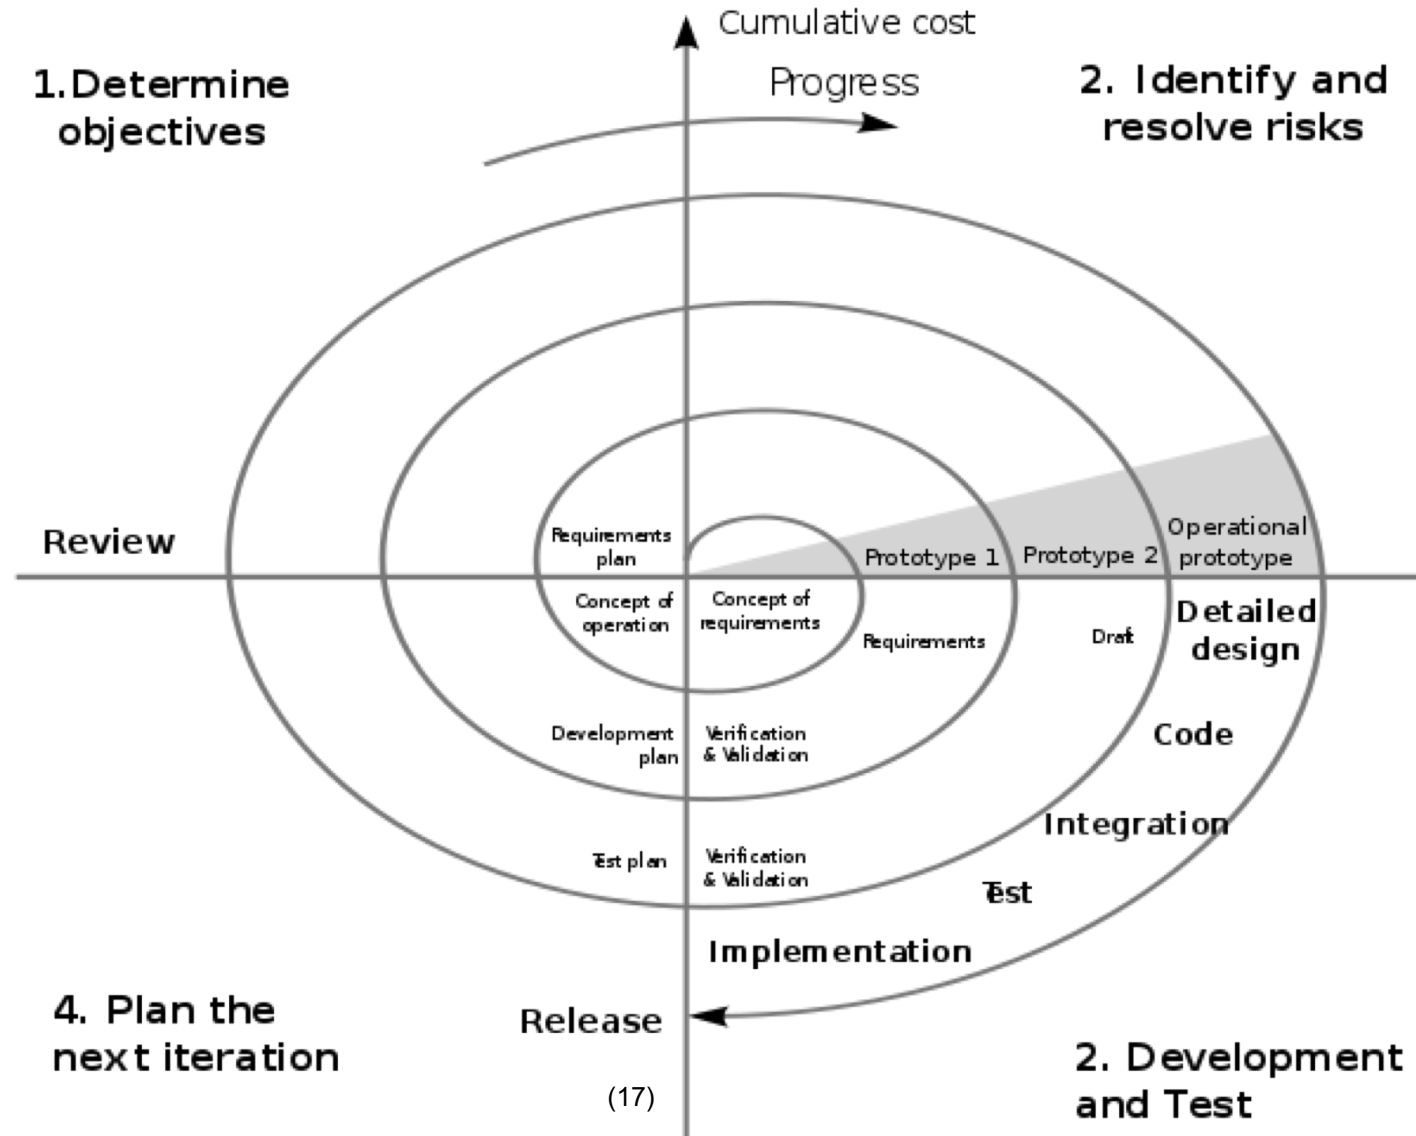 Cumulative cost
Progress
1.Determine
objectives
2. Identify and
resolve risks
Review
Requirements
plan
Prototype 1
Prototype 2
Operational
prototype
Concept of
operation
Concept of
requirements
Requirements
Draft
Detailed
design
Development
plan
Verification
& Validation
Code
Integration
Test plan
Verification
& Validation
Test
Implementation
Release
4. Plan the
next iteration
2. Development
and Test
(17)